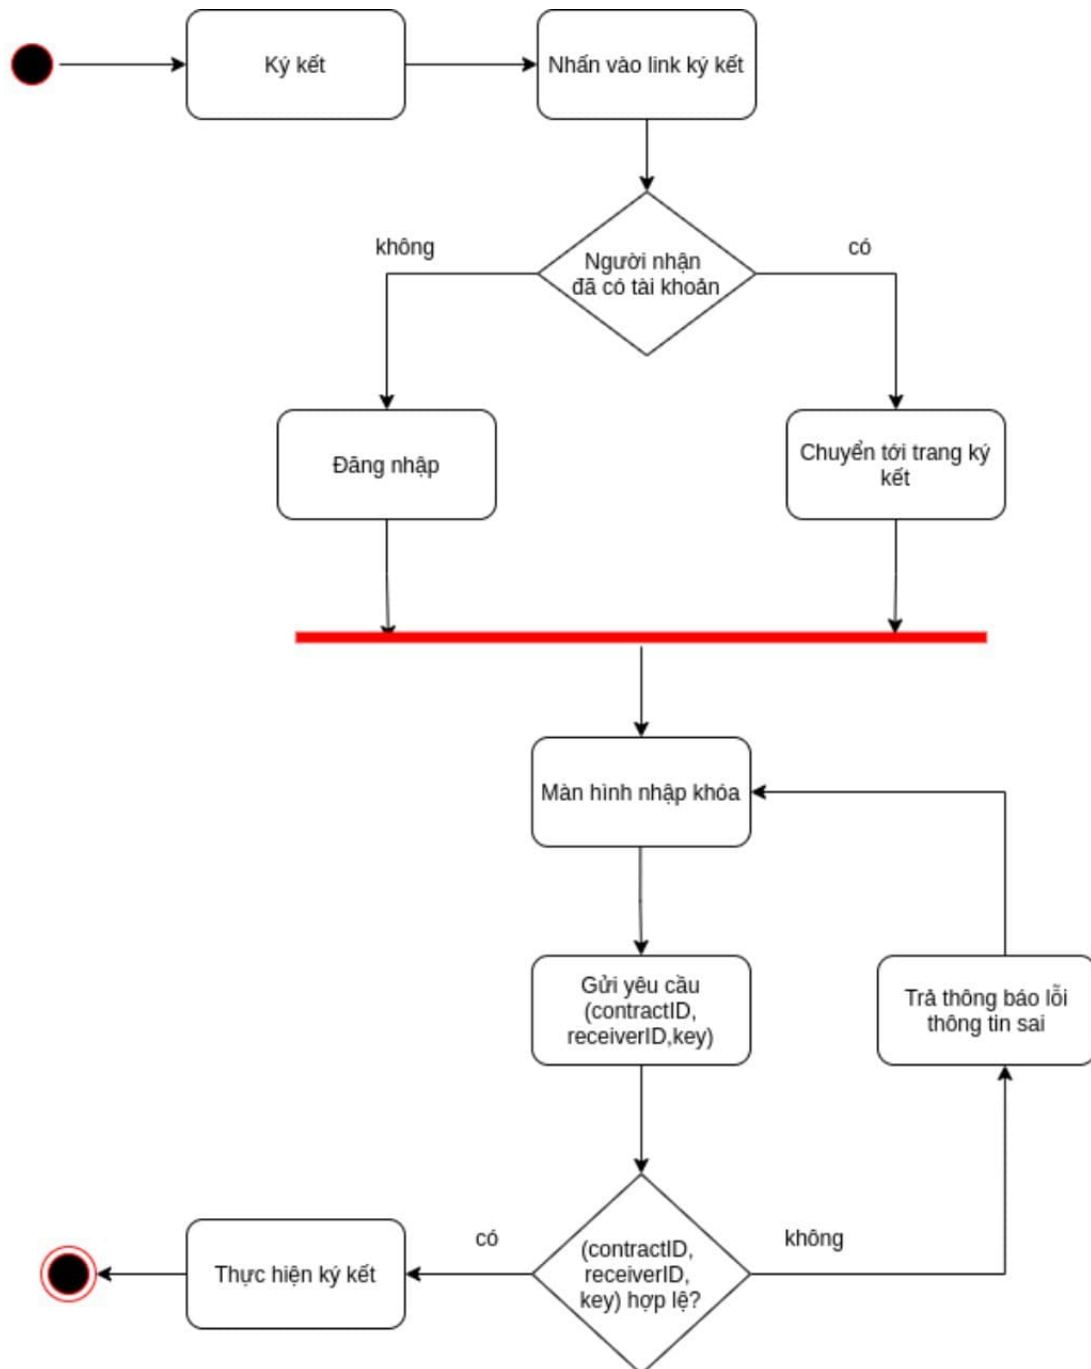 Ký kết
Nhấn vào link ký kết
không
có
Người nhận
đã có tài khoản
Đăng nhập
Chuyển tới trang ký
kết
Màn hình nhập khóa
Gửi yêu cầu
(contractID,
receiverID,key)
Trả thông báo lỗi
thông tin sai
Thực hiện ký kết
có
(contractID,
receiverID,
key) hợp lệ?
không